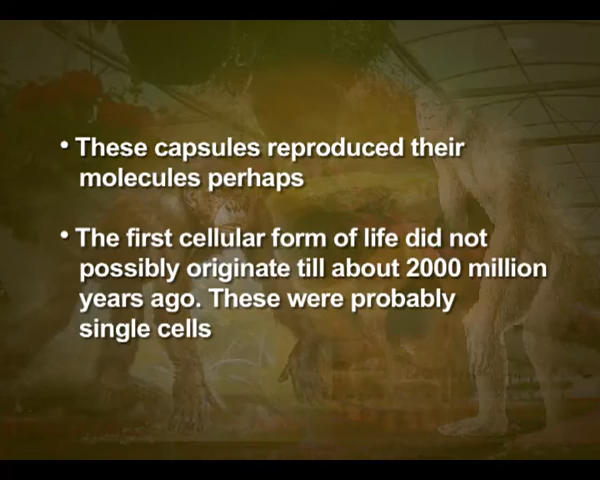 • These capsules reproduced their
molecules perhaps
• The first cellular form of life did not
possibly originate till about 2000 million
years ago. These were probably
single cells